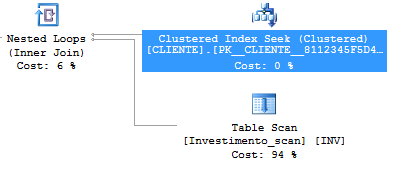 Nested Loops
(Inner Join)
Cost: 6 %
Clustered Index Seek (Clustered)
[CLIENTE].[PK__CLIENTE__8112345F5D4…
Cost: 0 %
Table Scan
[Investimento_scan] [INV]
Cost: 94 %